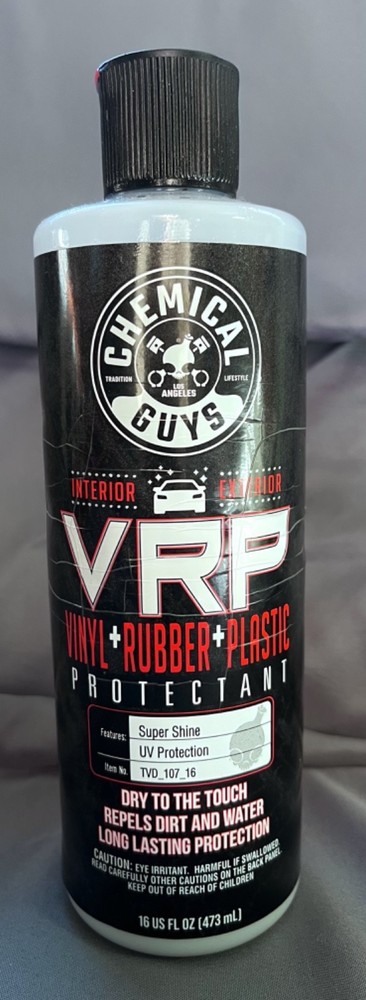 CHEMICAL
TRADITION LOS ANGELES LIFESTYLE
GUYS
INTERIOR EXTERIOR
VRP
VINYL+RUBBER+PLASTIC
PROTECTANT
Features: Super Shine
UV Protection
Item No. TVD_107_16
DRY TO THE TOUCH
REPELS DIRT AND WATER
LONG LASTING PROTECTION
CAUTION: EYE IRRITANT. HARMFUL IF SWALLOWED.
READ CAREFULLY OTHER CAUTIONS ON THE BACK PANEL.
KEEP OUT OF REACH OF CHILDREN
16 US FL OZ (473 mL)